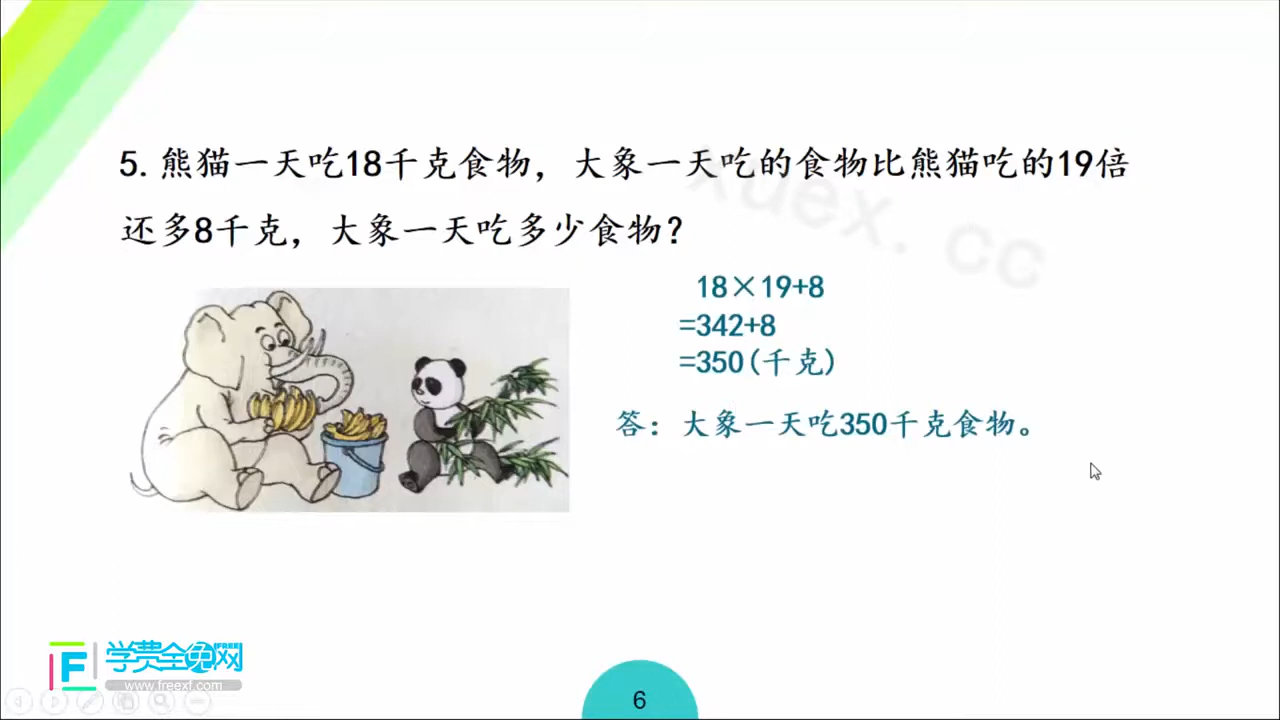 5. 熊猫一天吃18千克食物，大象一天吃的食物比熊猫吃的19倍
还多8千克，大象一天吃多少食物？
xuex. cc
18×19+8
=342+8
=350(千克)
答：大象一天吃350千克食物。
F 学费全免网
FREE
www.freexf.com
6